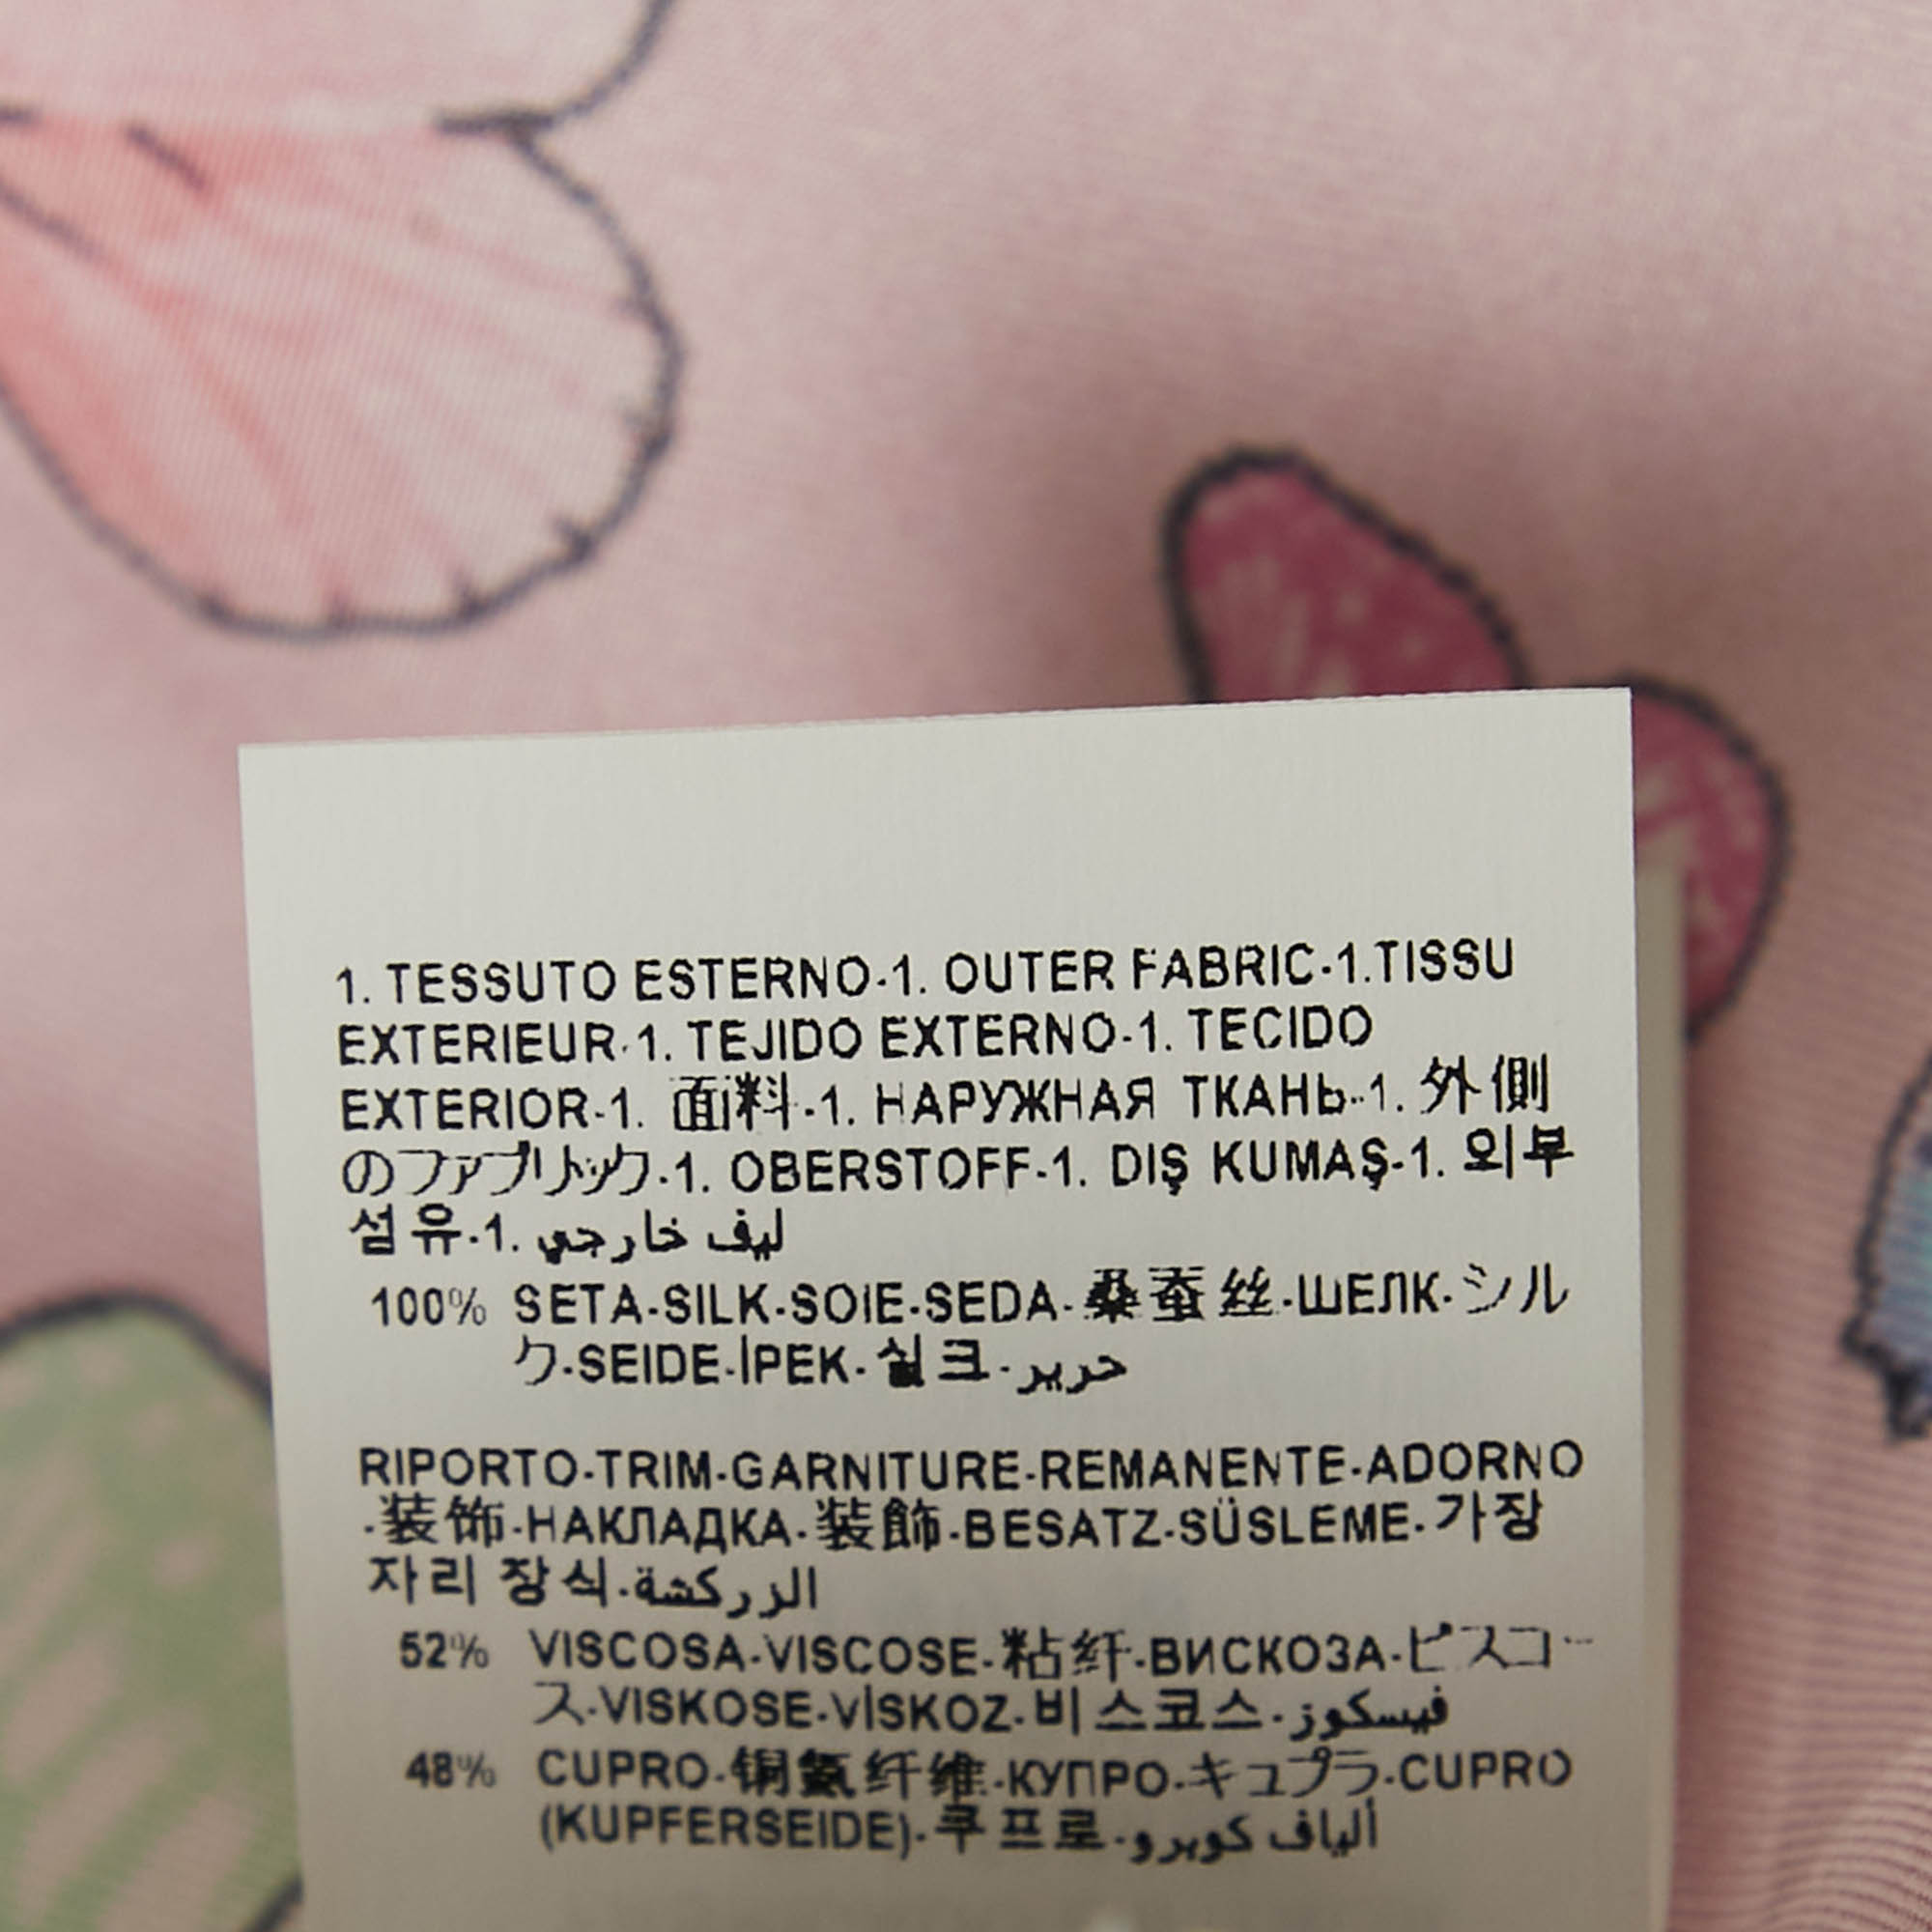 1. TESSUTO ESTERNO-1. OUTER FABRIC-1.TISSU
EXTERIEUR-1. TEJIDO EXTERNO-1. TECIDO
EXTERIOR-1. 面料-1. НАРУЖНАЯ ТКАНЬ-1. 外側
のファブリック-1. OBERSTOFF-1. DIŞ KUMAŞ-1. 외부
섬유-1. ليف خارجي
100% SETA-SILK-SOIE-SEDA-桑蚕丝-ШЕЛК-シル
ク-SEIDE-İPEK-실크-حرير
RIPORTO-TRIM-GARNITURE-REMANENTE-ADORNO
-装饰-НАКЛАДКА-装飾-BESATZ-SÜSLEME-가장
자리 장식-الزركشة
52% VISCOSA-VISCOSE-粘纤-ВИСКОЗА-ビスコー
ス-VISKOSE-VİSKOZ-비스코스-فيسكوز
48% CUPRO-铜氨纤维-КУПРО-キュプラ-CUPRO
(KUPFERSEIDE)-쿠프로-ألياف كوبرو